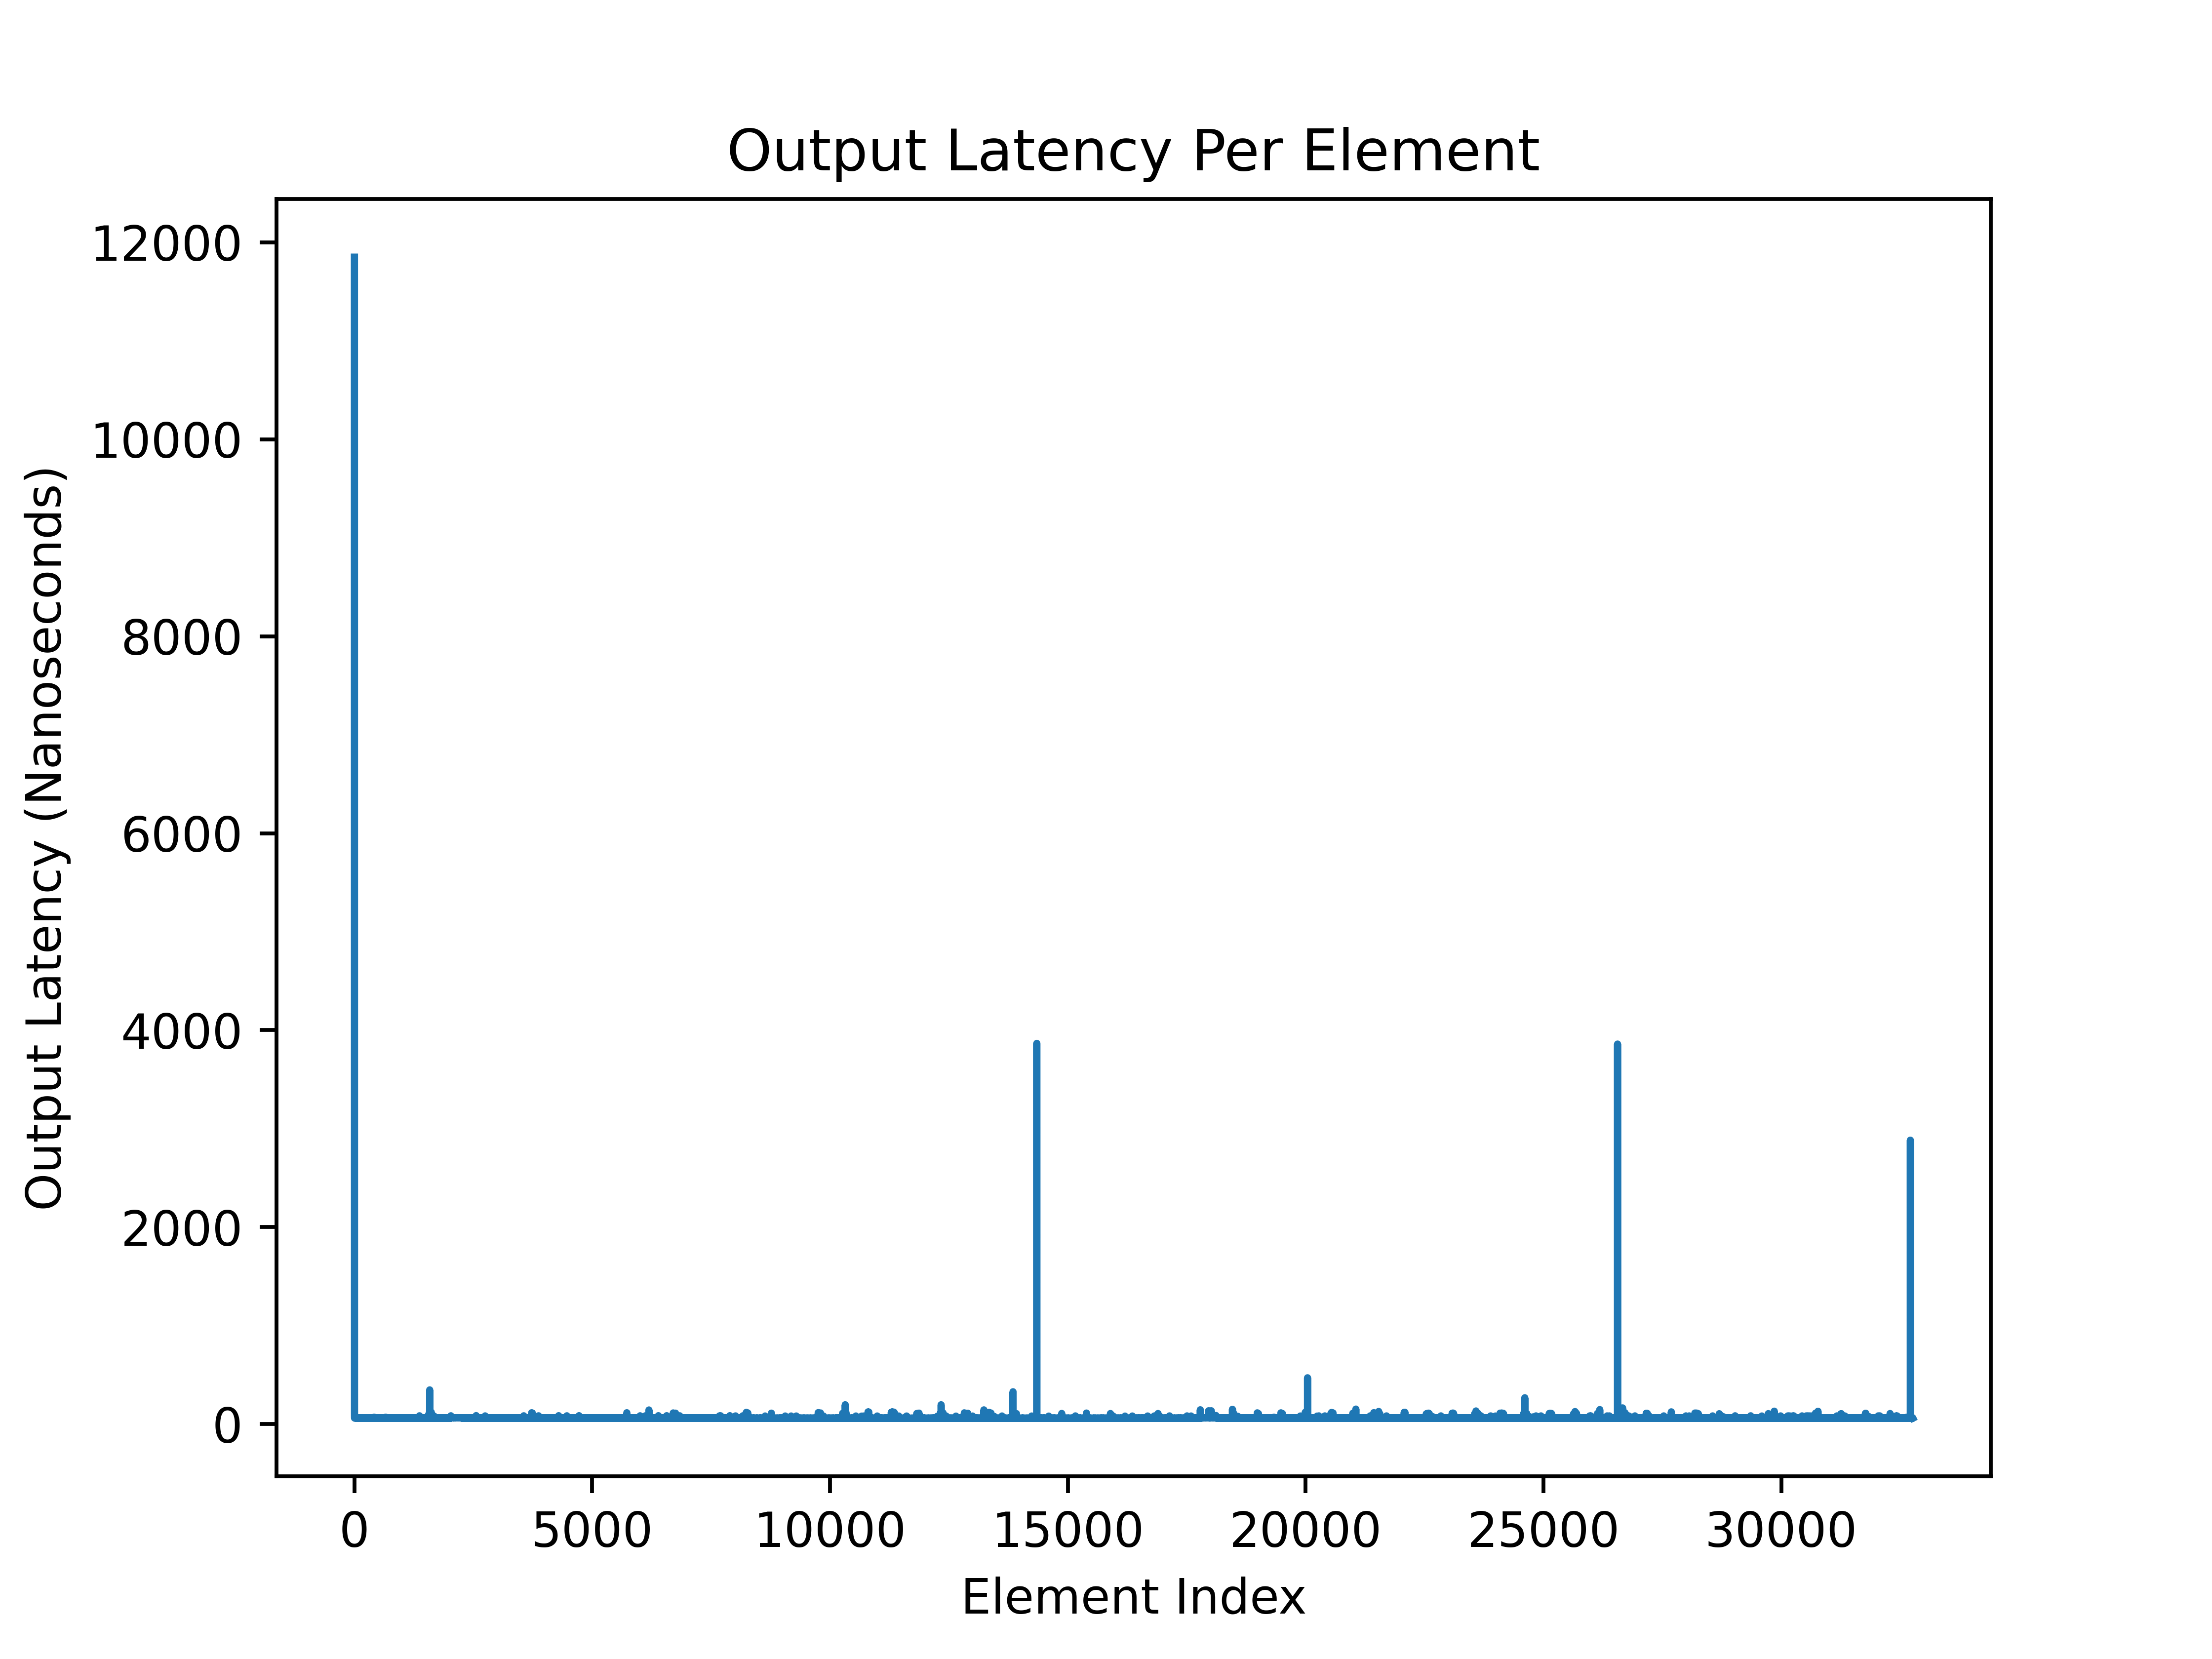 Output Latency Per Element
12000
10000
8000
6000
4000
2000
0
Output Latency (Nanoseconds)
0 5000 10000 15000 20000 25000 30000
Element Index